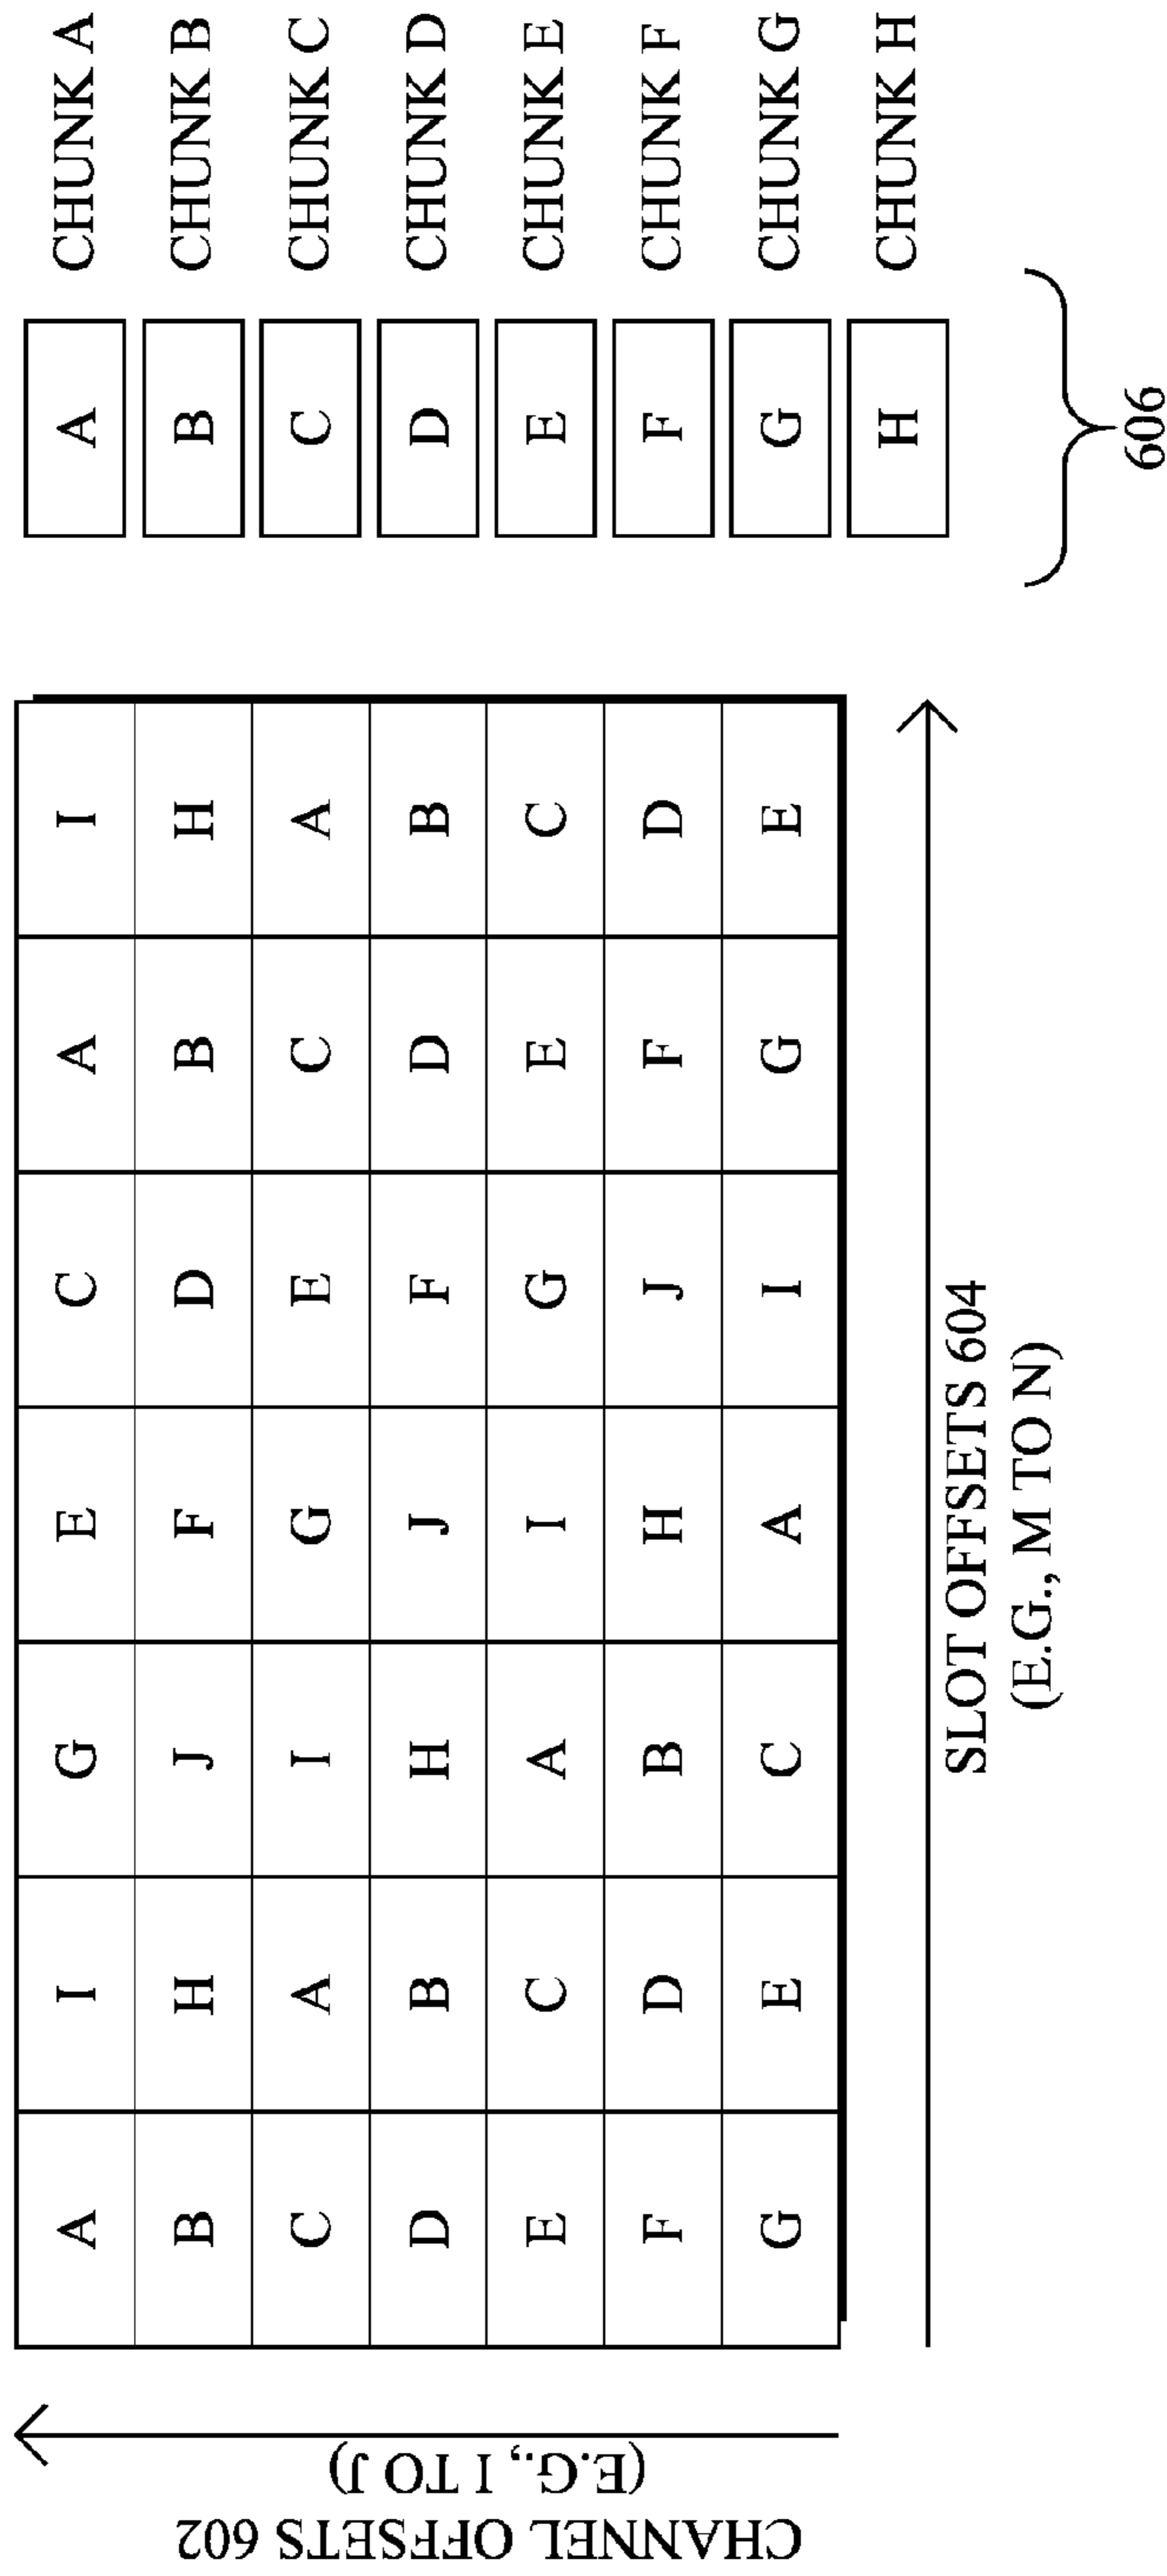 CHANNEL OFFSETS 602
(E.G., I TO J)
A I G E C A I A CHUNK A
B H J F D B H B CHUNK B
C A I G E C A C CHUNK C
D B H J F D B D CHUNK D
E C A I G E C E CHUNK E
F D B H J F D F CHUNK F
G E C A I G E G CHUNK G
H CHUNK H
SLOT OFFSETS 604
(E.G., M TO N)
606